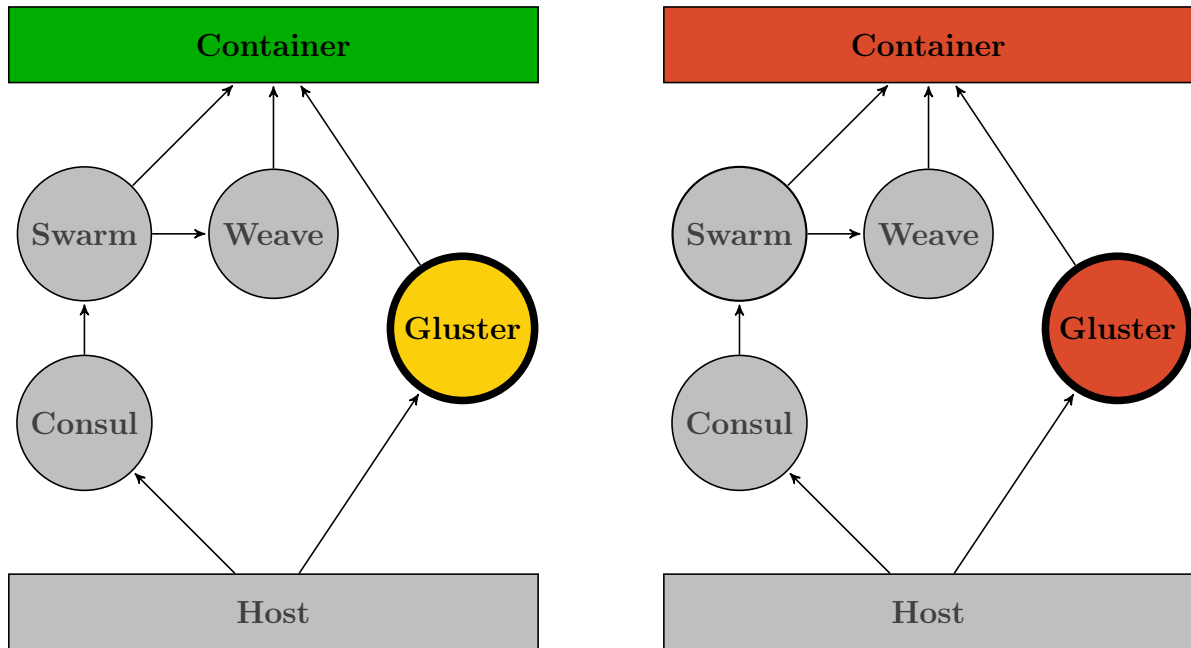 Container
Swarm
Weave
Gluster
Consul
Host
Container
Swarm
Weave
Gluster
Consul
Host